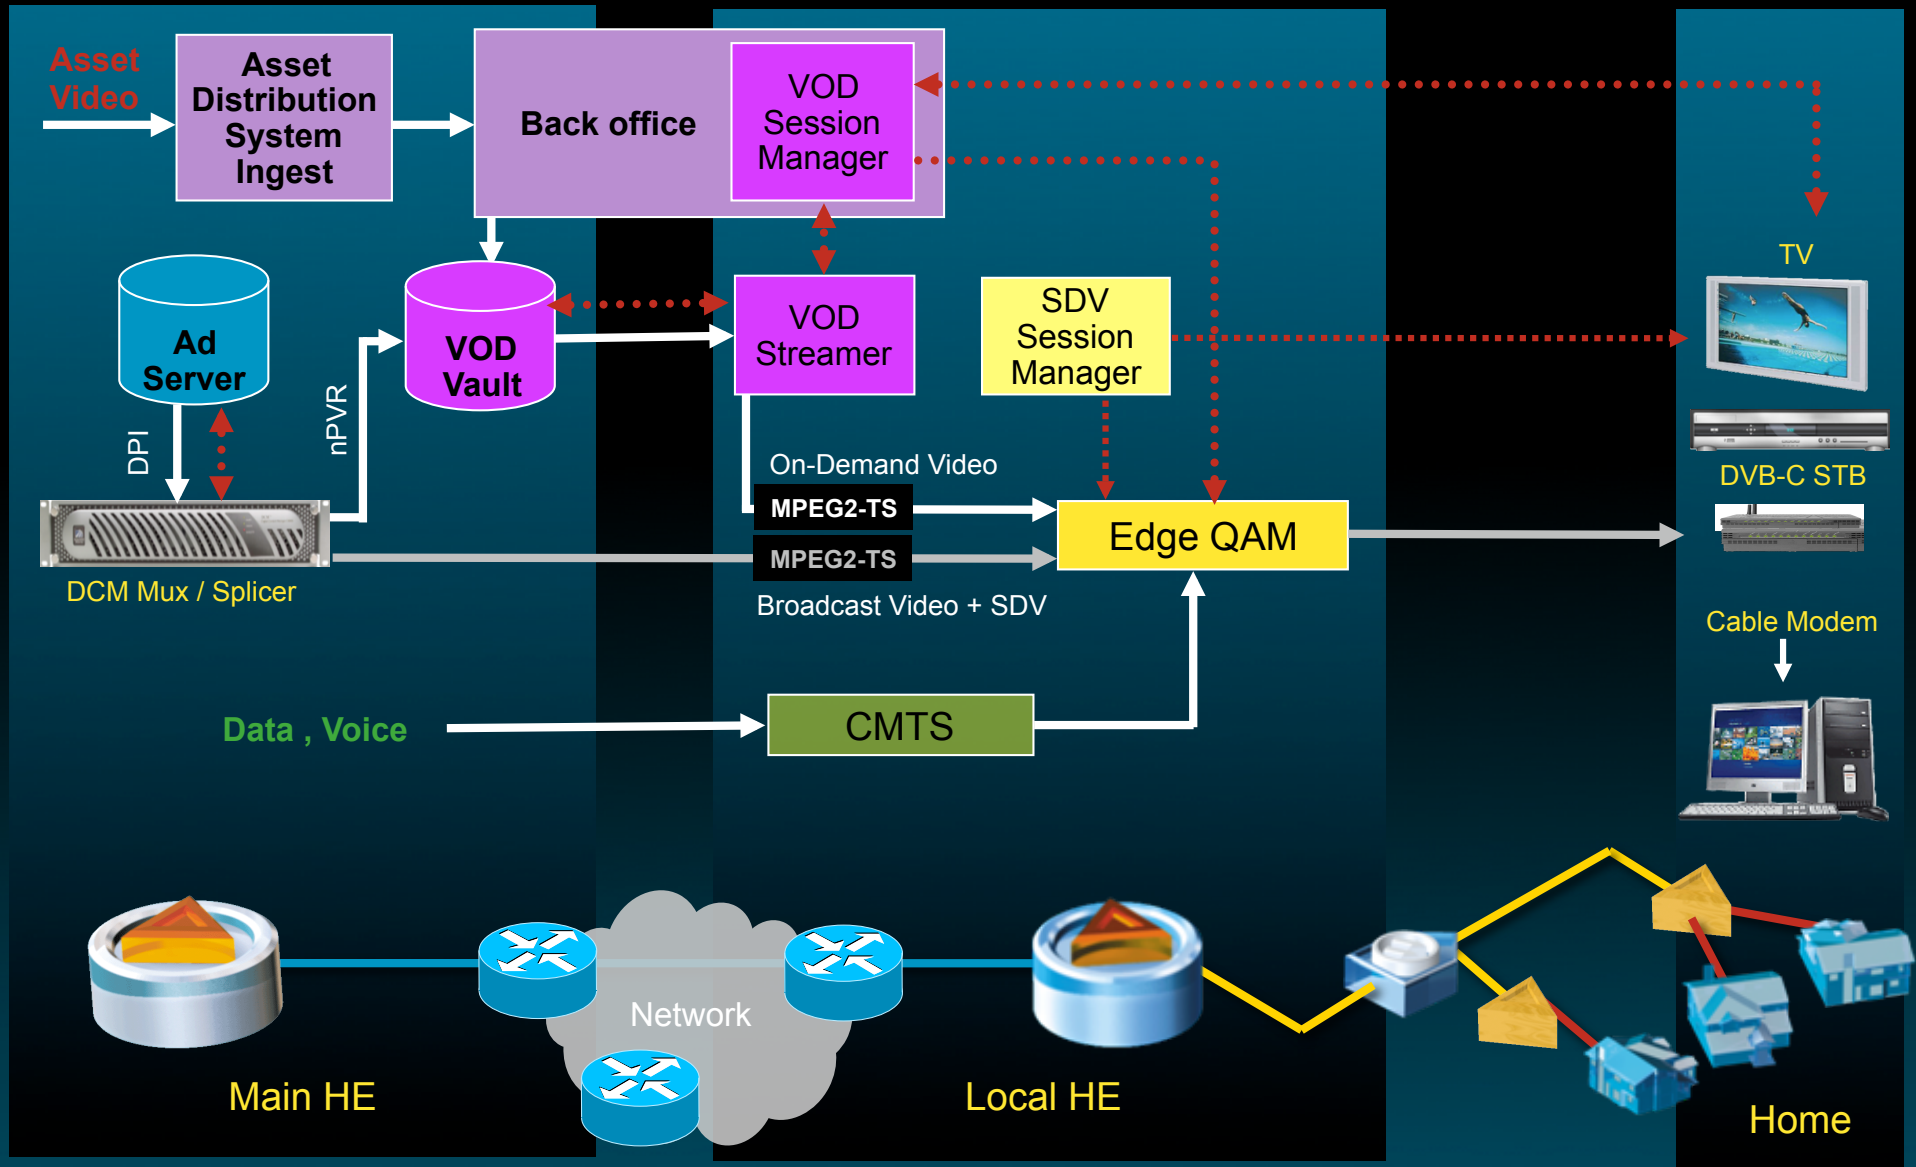 Asset
Video
Asset
Distribution
System
Ingest
Back office
VOD
Session
Manager
TV
Ad
Server
VOD
Vault
VOD
Streamer
SDV
Session
Manager
DPI
nPVR
On-Demand Video
DVB-C STB
MPEG2-TS
Edge QAM
MPEG2-TS
DCM Mux / Splicer
Broadcast Video + SDV
Cable Modem
Data , Voice
CMTS
Network
Main HE
Local HE
Home